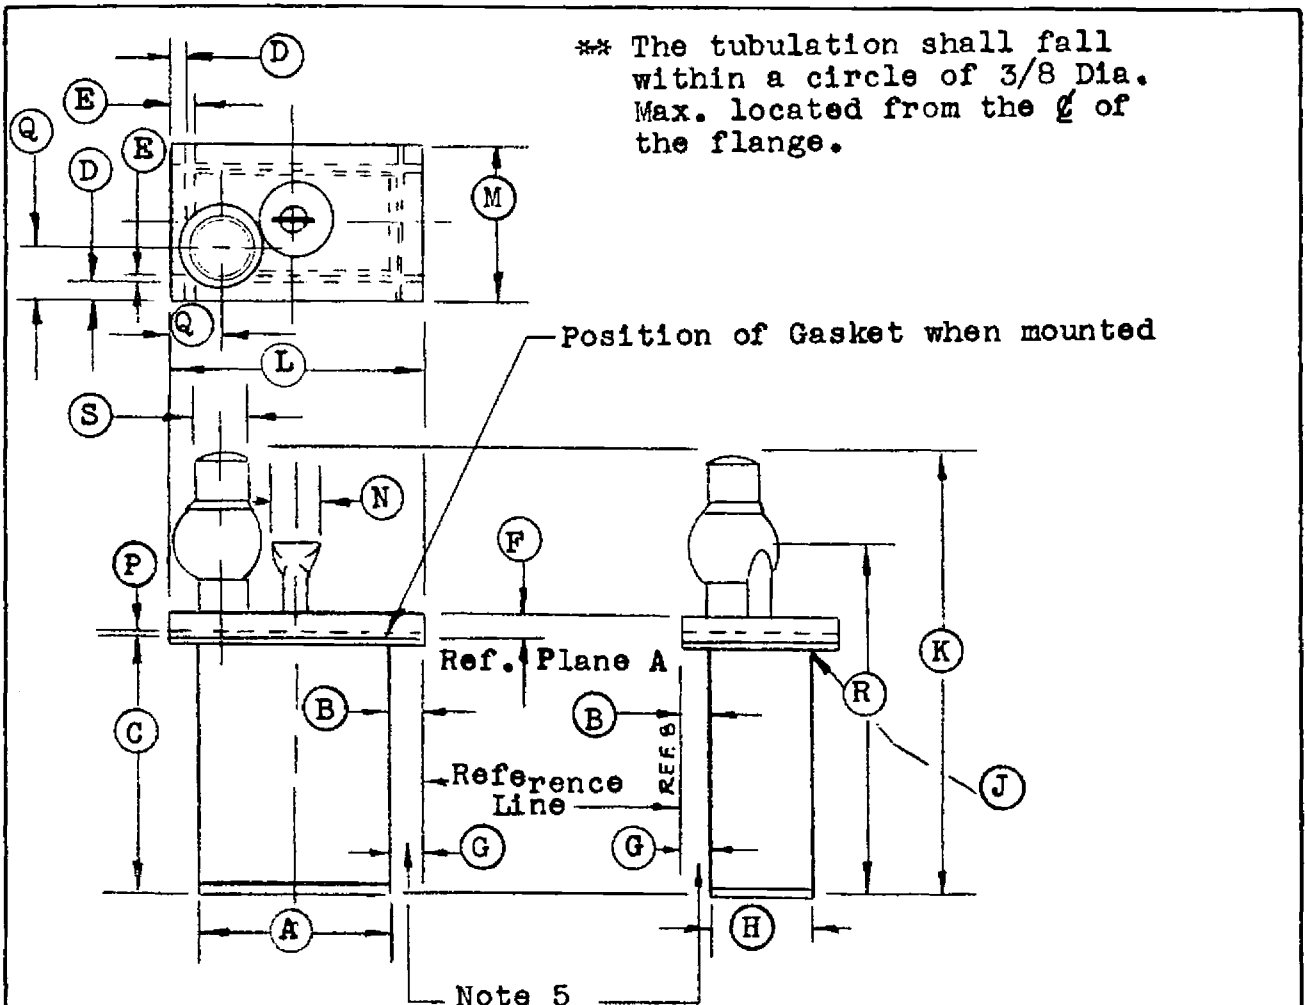 ** The tubulation shall fall
within a circle of 3/8 Dia.
Max. located from the ℄ of
the flange.
D
E
Q
E
D
M
Q
Position of Gasket when mounted
L
S
N
F
P
K
Ref. Plane A
R
B
B
C
REF. B
Reference
Line
J
G
G
A
H
Note 5